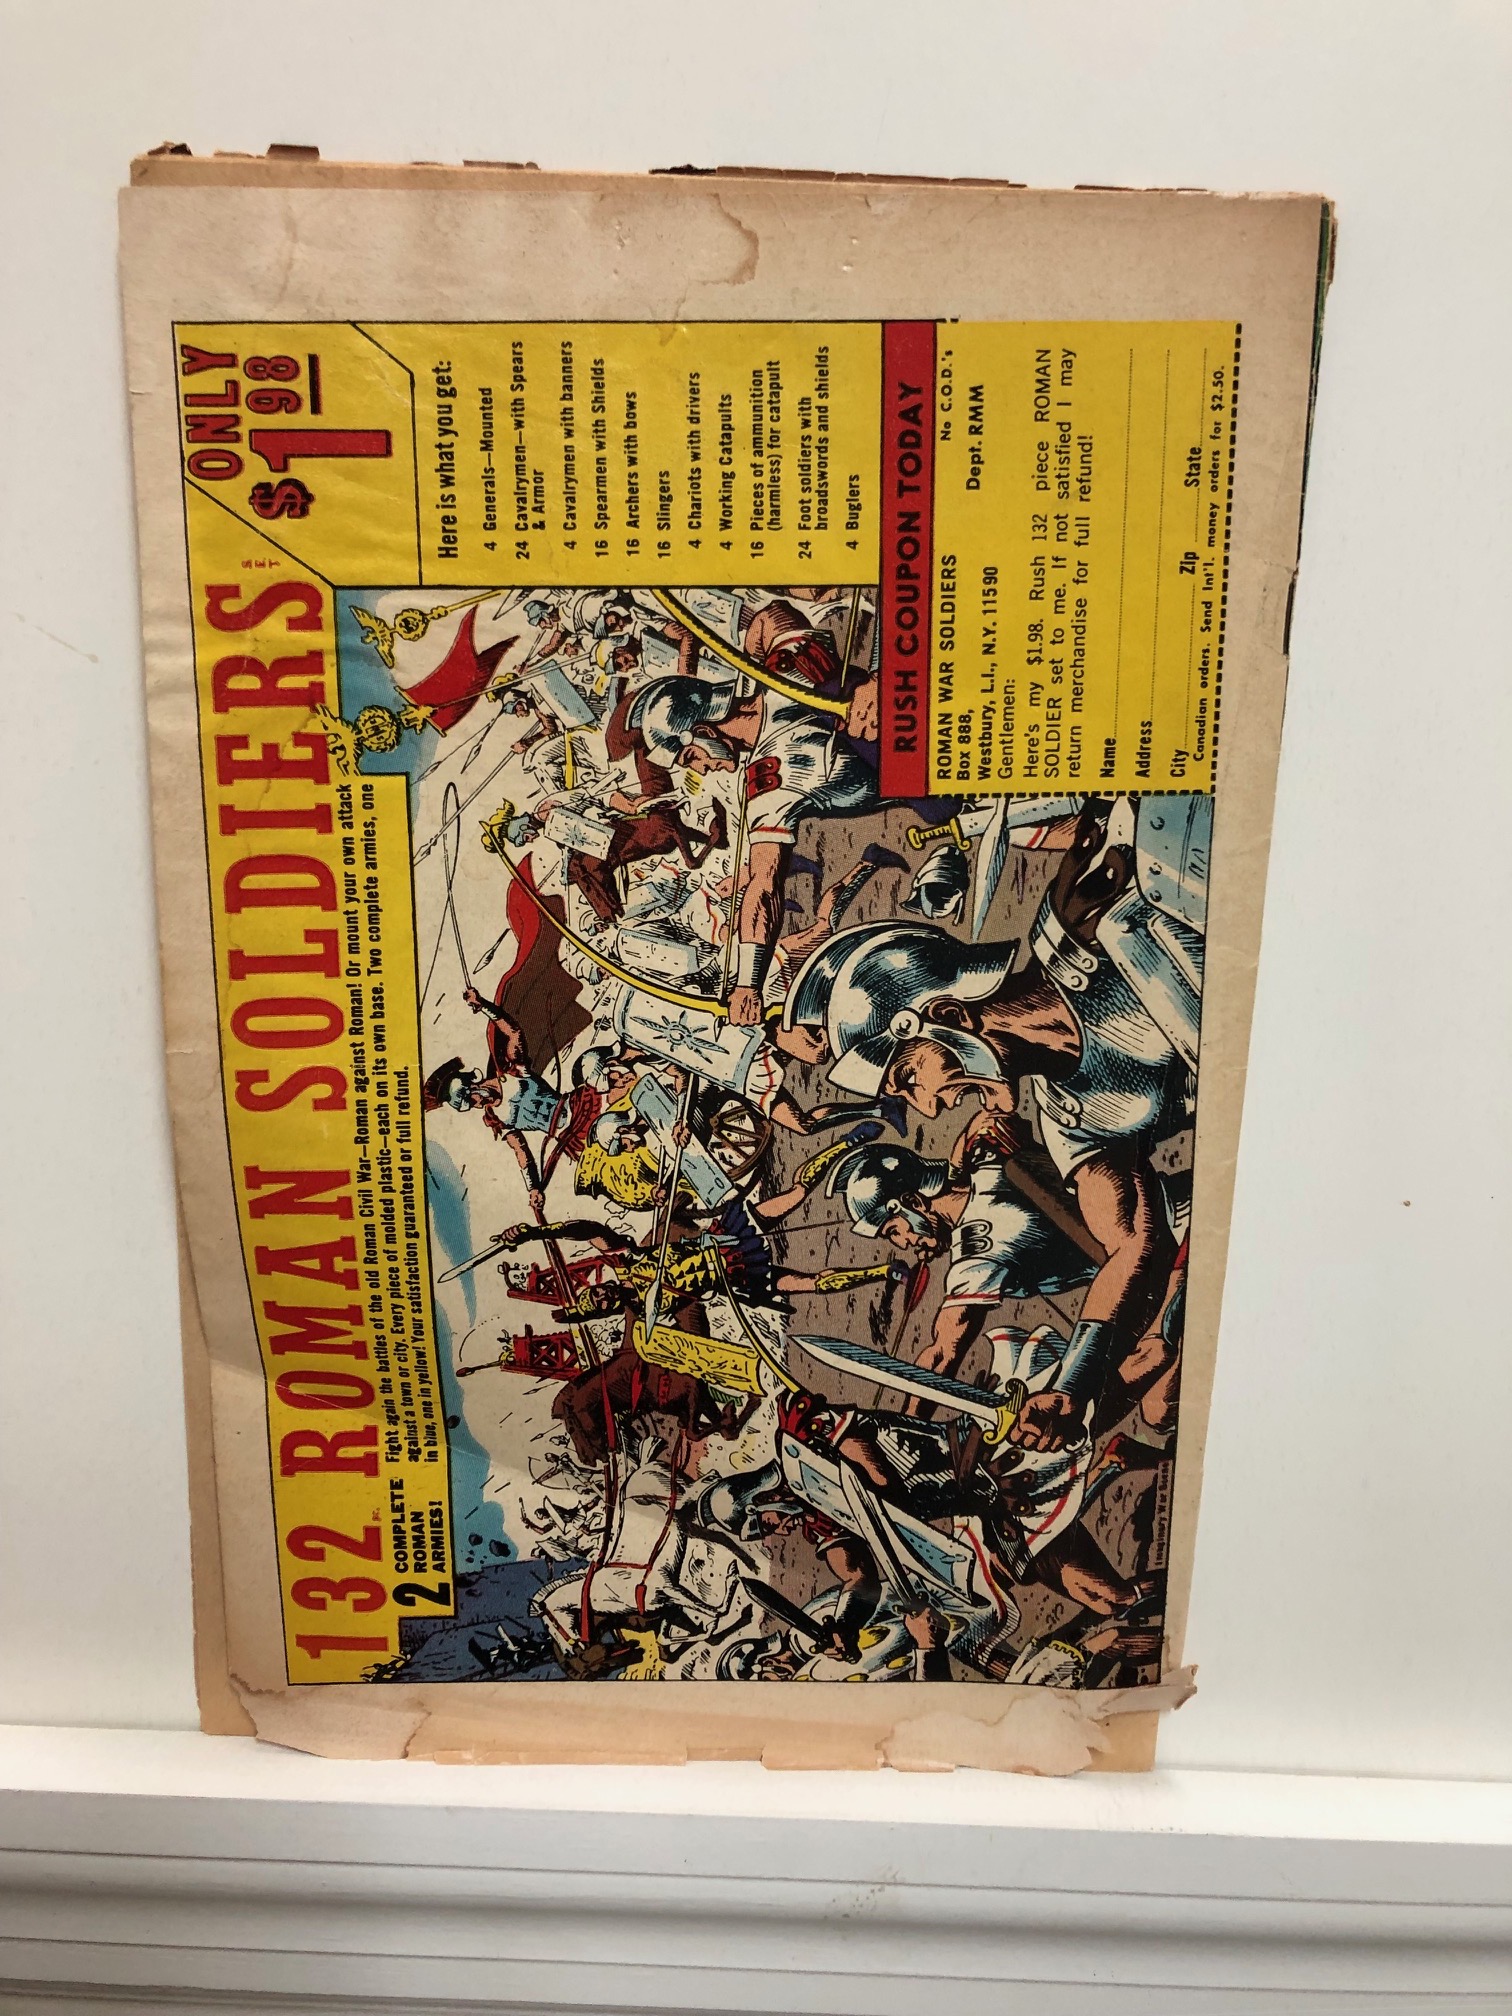 132 PC. ROMAN SOLDIERS SET
ONLY
$1 98
2 COMPLETE
ROMAN
ARMIES!
Fight again the battles of the old Roman Civil War—Roman against Roman! Or mount your own attack
against a town or city. Every piece of molded plastic—each on its own base. Two complete armies, one
in blue, one in yellow! Your satisfaction guaranteed or full refund.
Here is what you get:
4 Generals—Mounted
24 Cavalrymen—with Spears
& Armor
4 Cavalrymen with banners
16 Spearmen with Shields
16 Archers with bows
16 Slingers
4 Chariots with drivers
4 Working Catapults
16 Pieces of ammunition
(harmless) for catapult
24 Foot soldiers with
broadswords and shields
4 Buglers
RUSH COUPON TODAY
ROMAN WAR SOLDIERS No C.O.D.'s
Box 888,
Westbury, L.I., N.Y. 11590 Dept. RMM
Gentlemen:
Here's my $1.98. Rush 132 piece ROMAN
SOLDIER set to me. If not satisfied I may
return merchandise for full refund!
Name
Address
City Zip State
Canadian orders. Send Int'l. money orders for $2.50.
Imaginary War Scene